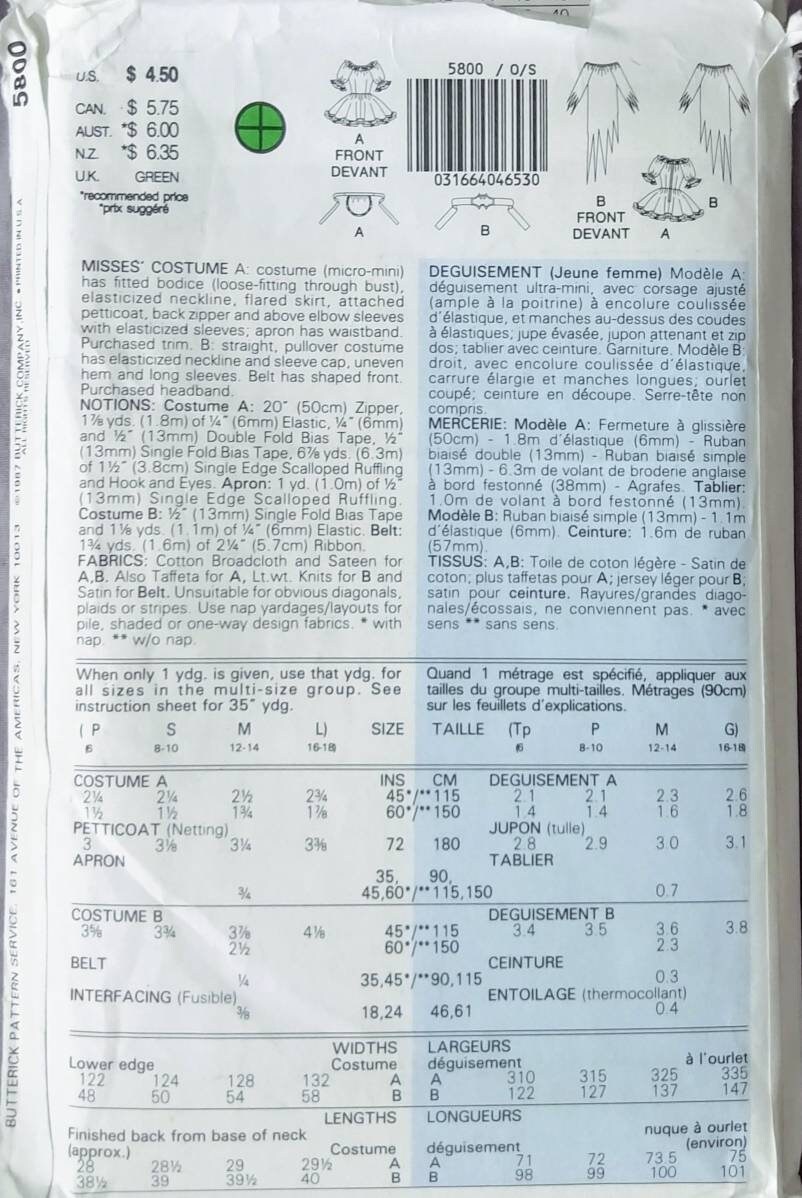 40
5800
U.S. $ 4.50
CAN. $ 5.75
AUST. *$ 6.00
N.Z. *$ 6.35
U.K. GREEN
*recommended price
*prix suggéré
A
FRONT
DEVANT
A
5800 / O/S
031664046530
B
B
FRONT
DEVANT
A
B
BUTTERICK PATTERN SERVICE, 161 AVENUE OF THE AMERICAS, NEW YORK 10013 ©1987 BUTTERICK COMPANY, INC. • PRINTED IN U.S.A.
ALL RIGHTS RESERVED
MISSES' COSTUME A: costume (micro-mini)
has fitted bodice (loose-fitting through bust),
elasticized neckline, flared skirt, attached
petticoat, back zipper and above elbow sleeves
with elasticized sleeves; apron has waistband.
Purchased trim. B: straight, pullover costume
has elasticized neckline and sleeve cap, uneven
hem and long sleeves. Belt has shaped front.
Purchased headband.
NOTIONS: Costume A: 20" (50cm) Zipper,
1⅞ yds. (1.8m) of ¼" (6mm) Elastic, ¼" (6mm)
and ½" (13mm) Double Fold Bias Tape, ½"
(13mm) Single Fold Bias Tape, 6⅞ yds. (6.3m)
of 1½" (3.8cm) Single Edge Scalloped Ruffling
and Hook and Eyes. Apron: 1 yd. (1.0m) of ½"
(13mm) Single Edge Scalloped Ruffling.
Costume B: ½" (13mm) Single Fold Bias Tape
and 1⅛ yds. (1.1m) of ¼" (6mm) Elastic. Belt:
1¾ yds. (1.6m) of 2¼" (5.7cm) Ribbon.
FABRICS: Cotton Broadcloth and Sateen for
A,B. Also Taffeta for A, Lt.wt. Knits for B and
Satin for Belt. Unsuitable for obvious diagonals,
plaids or stripes. Use nap yardages/layouts for
pile, shaded or one-way design fabrics. * with
nap. ** w/o nap.
DEGUISEMENT (Jeune femme) Modèle A:
déguisement ultra-mini, avec corsage ajusté
(ample à la poitrine) à encolure coulissée
d'élastique, et manches au-dessus des coudes
à élastiques; jupe évasée, jupon attenant et zip
dos; tablier avec ceinture. Garniture. Modèle B:
droit, avec encolure coulissée d'élastique,
carrure élargie et manches longues; ourlet
coupé; ceinture en découpe. Serre-tête non
compris.
MERCERIE: Modèle A: Fermeture à glissière
(50cm) - 1.8m d'élastique (6mm) - Ruban
biaisé double (13mm) - Ruban biaisé simple
(13mm) - 6.3m de volant de broderie anglaise
à bord festonné (38mm) - Agrafes. Tablier:
1.0m de volant à bord festonné (13mm).
Modèle B: Ruban biaisé simple (13mm) - 1.1m
d'élastique (6mm). Ceinture: 1.6m de ruban
(57mm).
TISSUS: A,B: Toile de coton légère - Satin de
coton; plus taffetas pour A; jersey léger pour B;
satin pour ceinture. Rayures/grandes diago-
nales/écossais, ne conviennent pas. * avec
sens ** sans sens.
When only 1 ydg. is given, use that ydg. for
all sizes in the multi-size group. See
instruction sheet for 35" ydg.
Quand 1 métrage est spécifié, appliquer aux
tailles du groupe multi-tailles. Métrages (90cm)
sur les feuillets d'explications.
( P S M L) SIZE TAILLE (Tp P M G)
6 8-10 12-14 16-18) 6 8-10 12-14 16-18)
COSTUME A INS CM DEGUISEMENT A
2¼ 2¼ 2½ 2¾ 45*/**115 2.1 2.1 2.3 2.6
1½ 1½ 1¾ 1⅞ 60*/**150 1.4 1.4 1.6 1.8
PETTICOAT (Netting) JUPON (tulle)
3 3⅛ 3¼ 3⅜ 72 180 2.8 2.9 3.0 3.1
APRON TABLIER
35, 90,
¾ 45,60*/**115,150 0.7
COSTUME B DEGUISEMENT B
3⅝ 3¾ 3⅞ 4⅛ 45*/**115 3.4 3.5 3.6 3.8
2½ 60*/**150 2.3
BELT CEINTURE
¼ 35,45*/**90,115 0.3
INTERFACING (Fusible) ENTOILAGE (thermocollant)
⅜ 18,24 46,61 0.4
WIDTHS LARGEURS
Lower edge Costume déguisement à l'ourlet
122 124 128 132 A A 310 315 325 335
48 50 54 58 B B 122 127 137 147
LENGTHS LONGUEURS
Finished back from base of neck nuque à ourlet
(approx.) Costume déguisement (environ)
28 28½ 29 29½ A A 71 72 73.5 75
38½ 39 39½ 40 B B 98 99 100 101